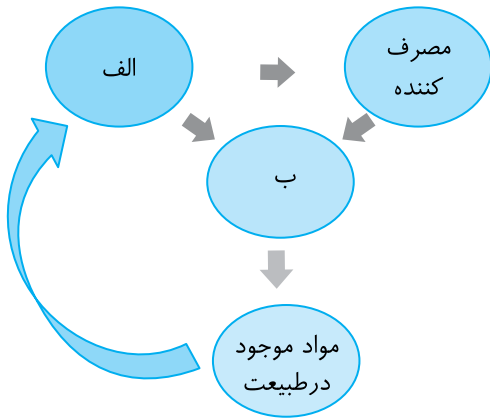 مصرف
کننده
الف
ب
مواد موجود
درطبیعت